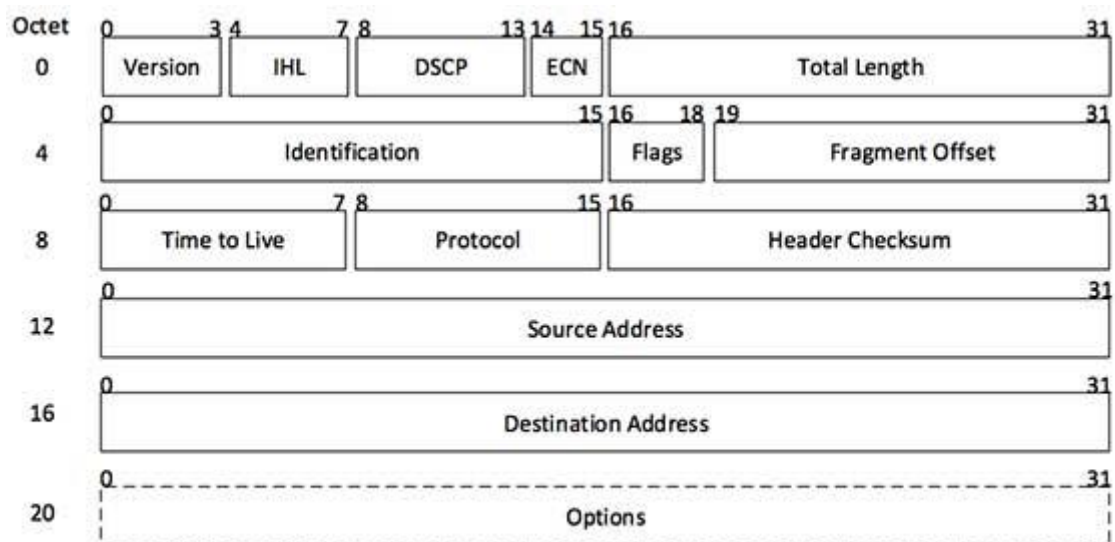 Octet 0 3 4 7 8 13 14 15 16 31
0 Version IHL DSCP ECN Total Length
0 15 16 18 19 31
4 Identification Flags Fragment Offset
0 7 8 15 16 31
8 Time to Live Protocol Header Checksum
0 31
12 Source Address
0 31
16 Destination Address
0 31
20 Options